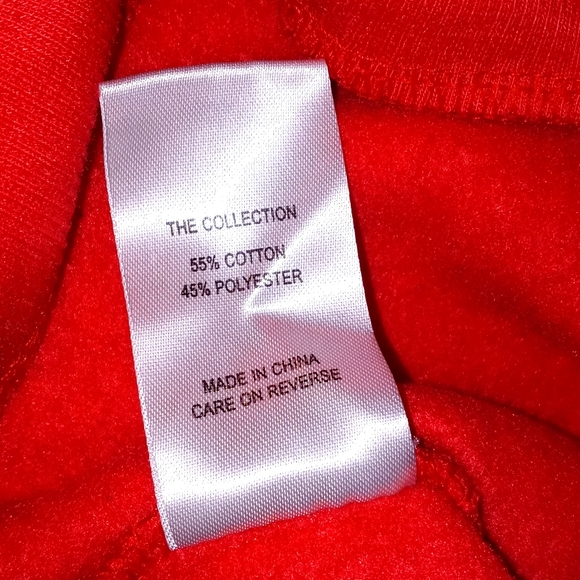 THE COLLECTION
55% COTTON
45% POLYESTER
MADE IN CHINA
CARE ON REVERSE